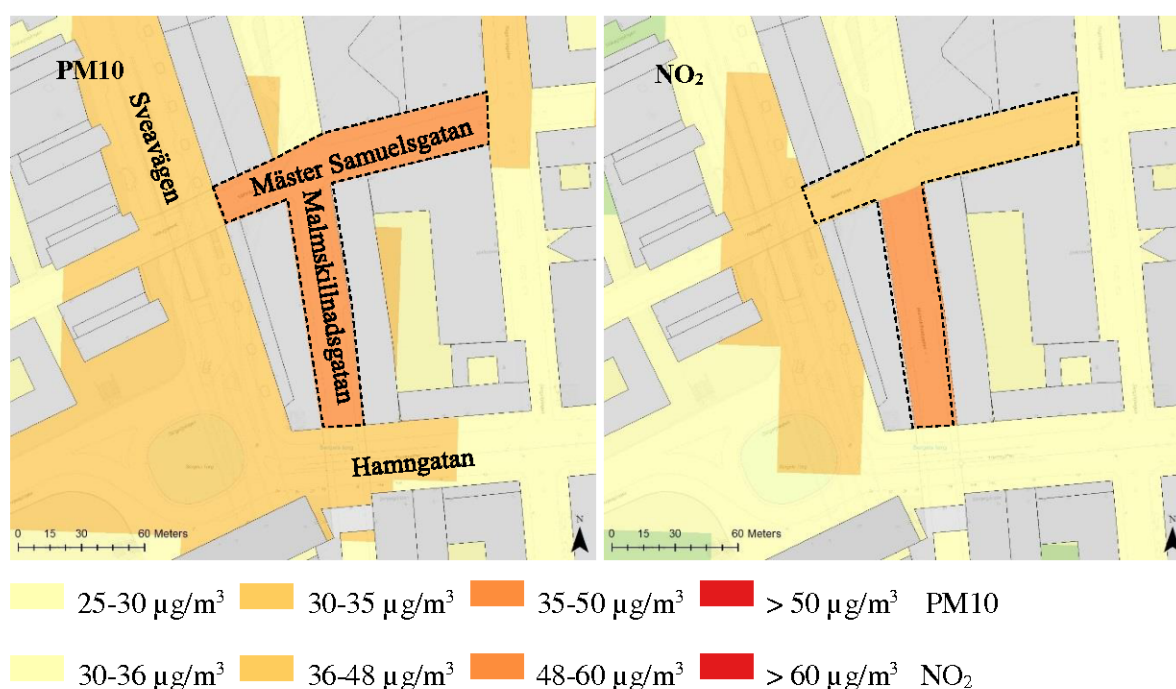 PM10
Sveavägen
Mäster Samuelsgatan
Malmskillnadsgatan
Hamngatan
0 15 30 60 Meters
N
NO₂
0 15 30 60 Meters
N
25-30 µg/m³ 30-35 µg/m³ 35-50 µg/m³ > 50 µg/m³ PM10
30-36 µg/m³ 36-48 µg/m³ 48-60 µg/m³ > 60 µg/m³ NO₂